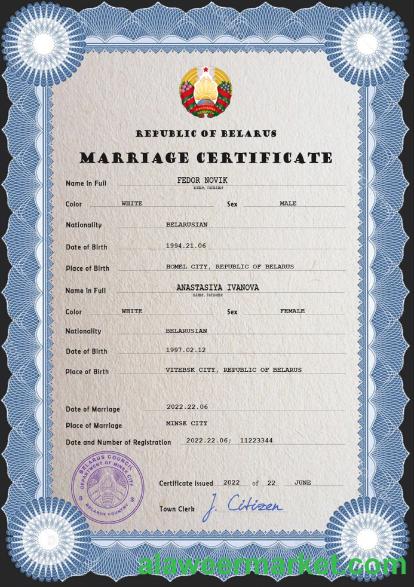 REPUBLIC OF BELARUS
MARRIAGE CERTIFICATE
Name in Full FEDOR NOVIK
Color WHITE Sex MALE
Nationality BELARUSIAN
Date of Birth 1994.21.06
Place of Birth HOMEL CITY, REPUBLIC OF BELARUS
Name in Full ANASTASIYA IVANOVA
name, surname
Color WHITE Sex FEMALE
Nationality BELARUSIAN
Date of Birth 1997.02.12
Place of Birth VITEBSK CITY, REPUBLIC OF BELARUS
Date of Marriage 2022.22.06
Place of Marriage MINSK CITY
Date and Number of Registration 2022.22.06; 11223344
Certificate Issued 2022 of 22 JUNE
Town Clerk J. Citizen
BELARUS COUNCIL
DEPARTMENT OF MINSK CITY
BELARUS COUNTRY
alaweermarket.com